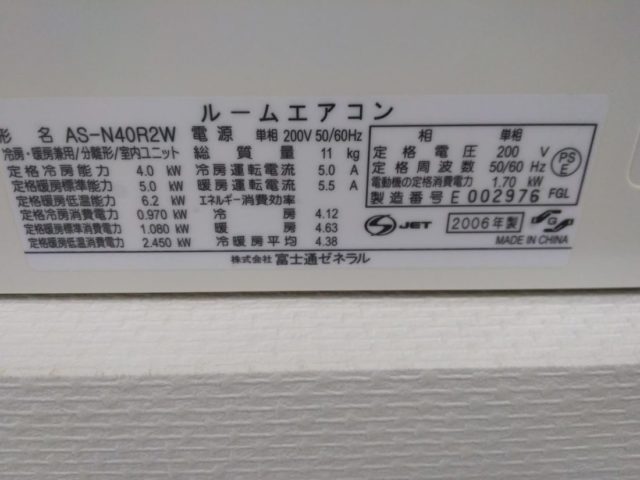 ルームエアコン
形 名 AS-N40R2W
冷房・暖房兼用/分離形/室内ユニット
定格冷房能力 4.0 kW
定格暖房標準能力 5.0 kW
定格暖房低温能力 6.2 kW
定格冷房消費電力 0.970 kW
定格暖房標準消費電力 1.080 kW
定格暖房低温消費電力 2.450 kW
電源 単相 200V 50/60Hz
総質量 11 kg
冷房運転電流 5.0 A
暖房運転電流 5.5 A
エネルギー消費効率
冷房 4.12
暖房 4.63
冷暖房平均 4.38
相 単相
定格電圧 200 V
定格周波数 50/60 Hz
電動機の定格消費電力 1.70 kW
製造番号 E 002976 FGL
PS
E
JET
2006年製
G
MADE IN CHINA
株式会社 富士通ゼネラル